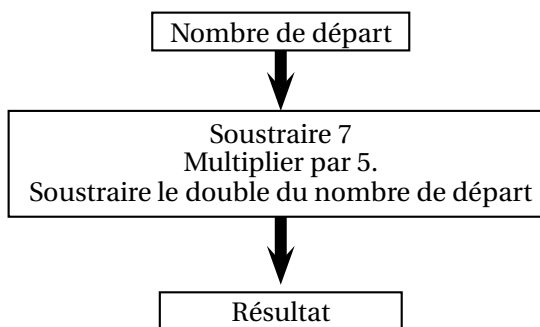 Nombre de départ
Soustraire 7
Multiplier par 5.
Soustraire le double du nombre de départ
Résultat